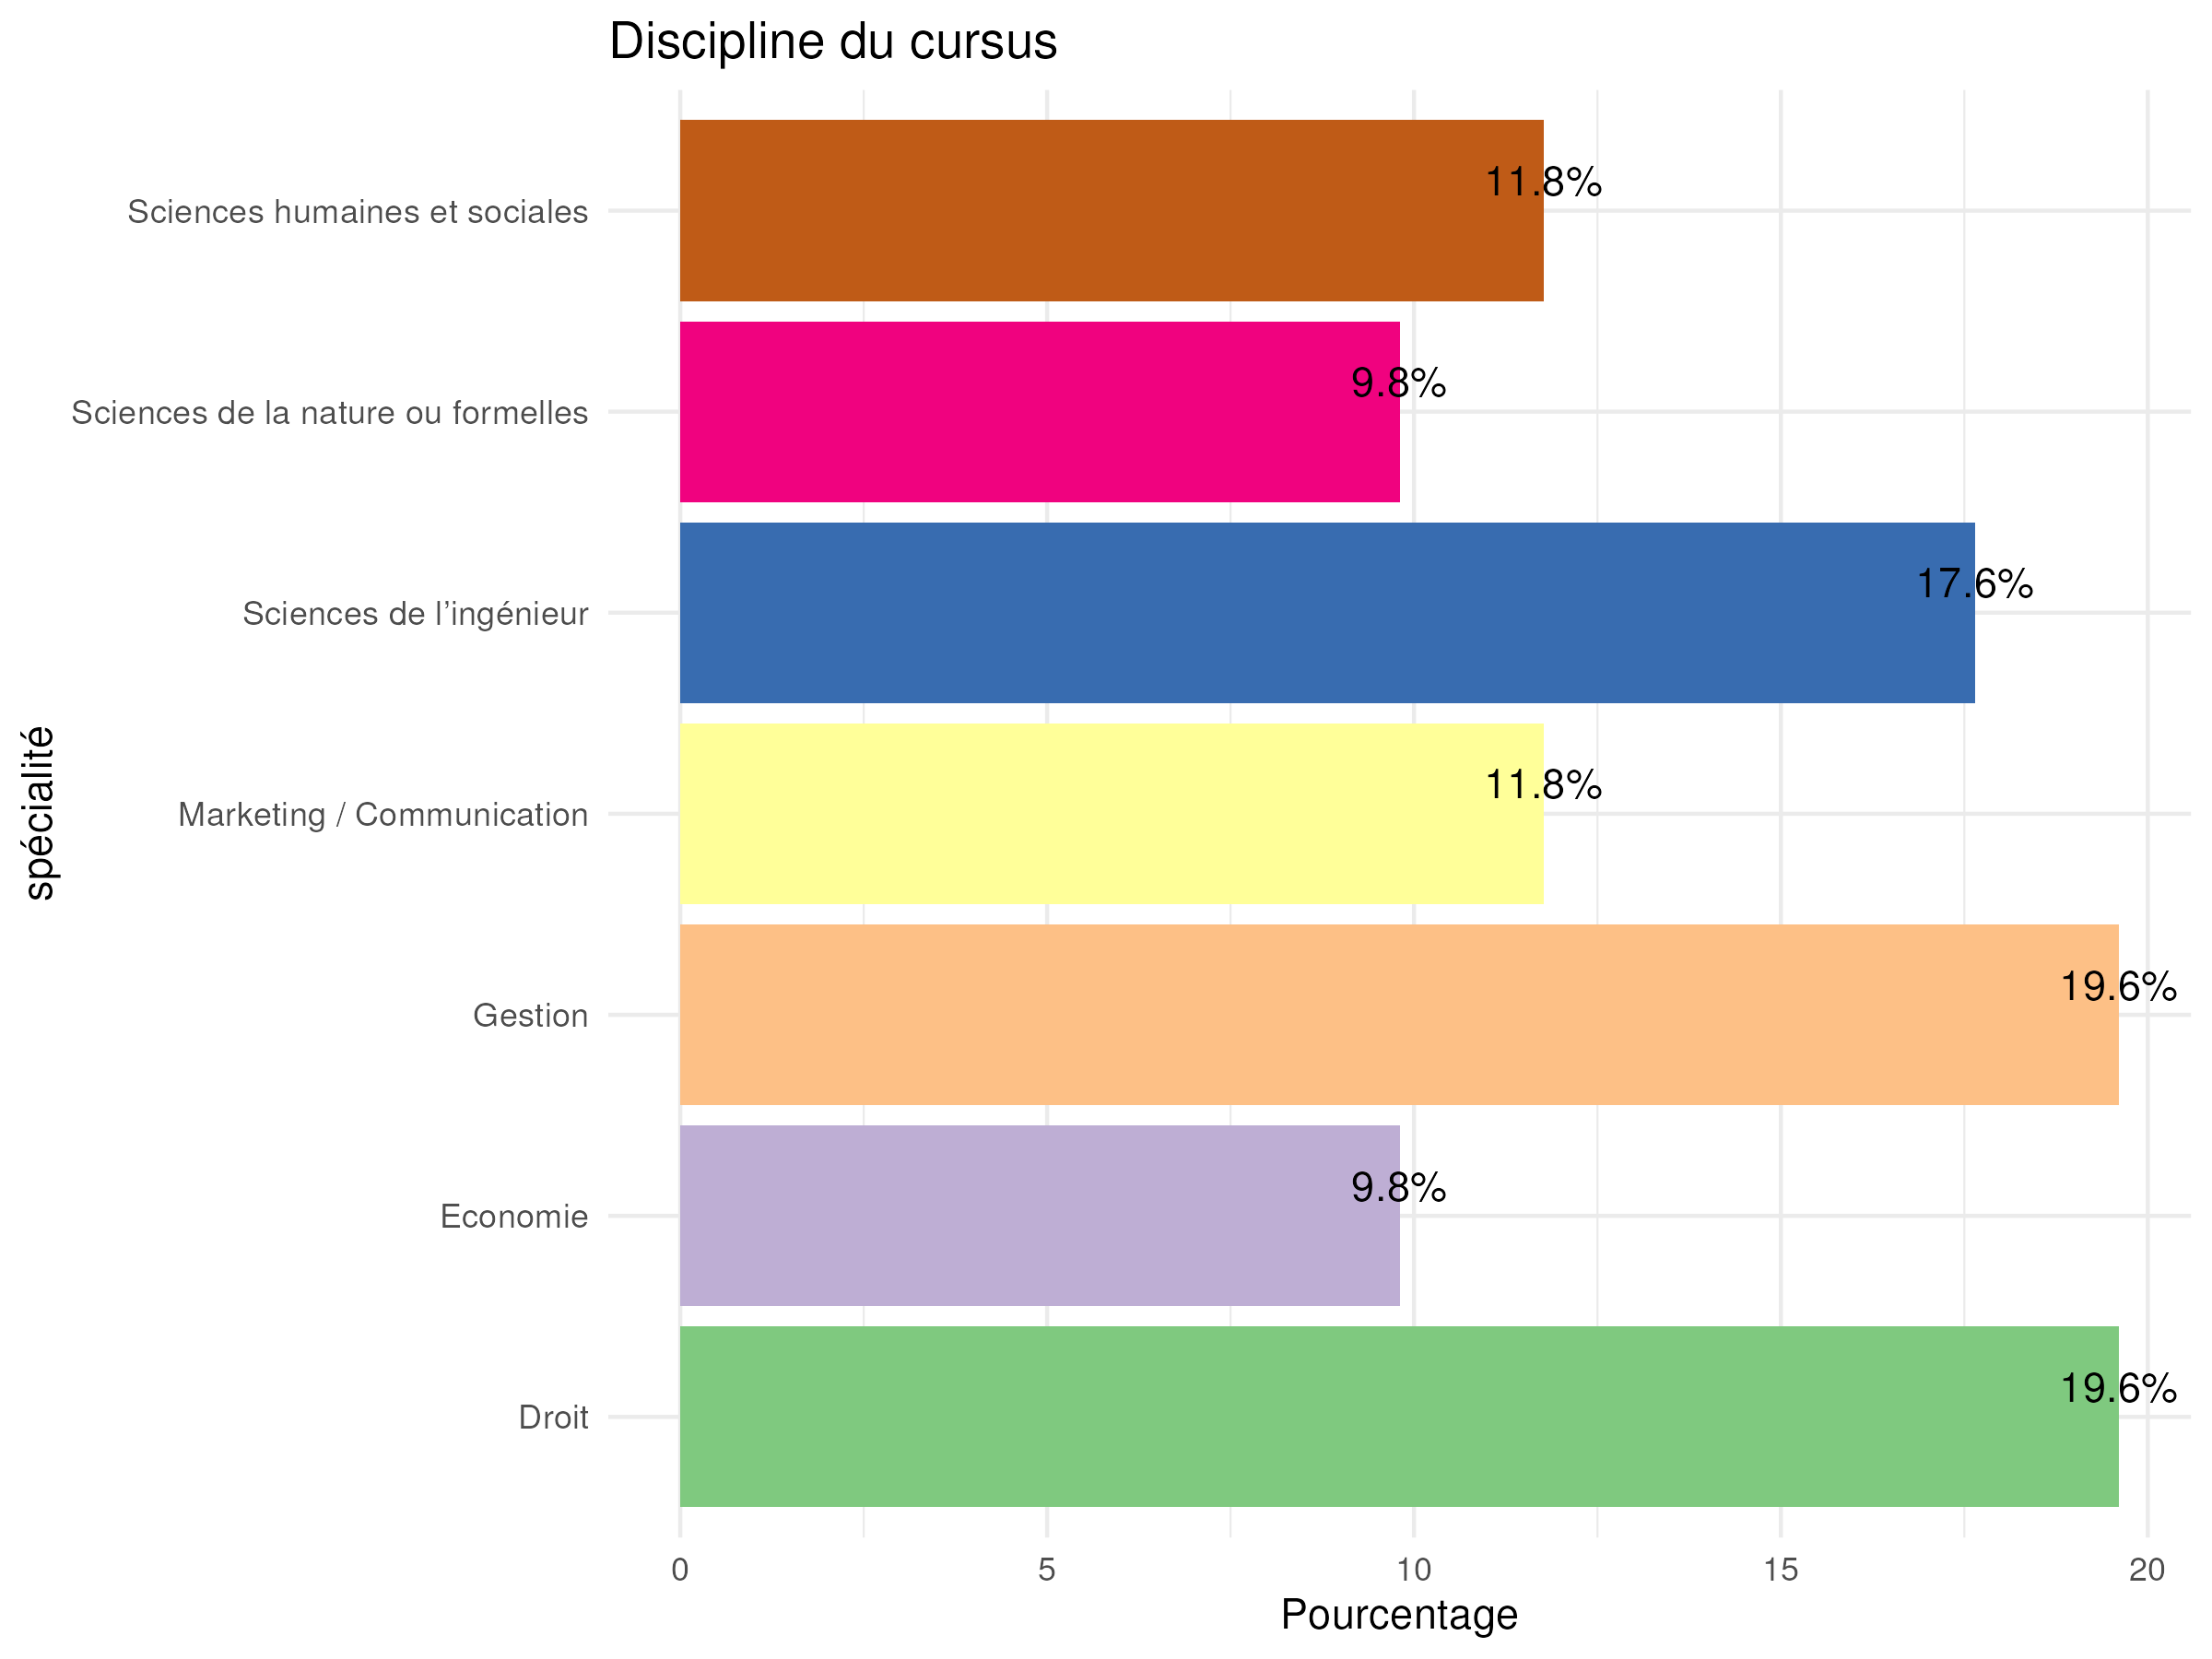 Discipline du cursus
spécialité
Sciences humaines et sociales
11.8%
Sciences de la nature ou formelles
9.8%
Sciences de l’ingénieur
17.6%
Marketing / Communication
11.8%
Gestion
19.6%
Economie
9.8%
Droit
19.6%
0 5 10 15 20
Pourcentage